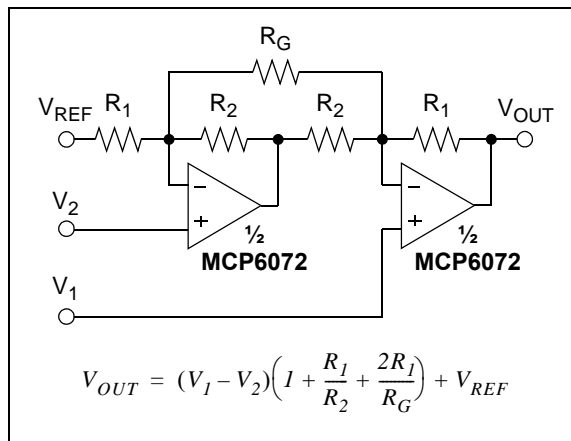 R_G
V_REF R_1 R_2 R_2 R_1 V_OUT
V_2
− + − +
½ ½
MCP6072 MCP6072
V_1
V_OUT = (V_1 – V_2)(1 + R_1/R_2 + 2R_1/R_G) + V_REF